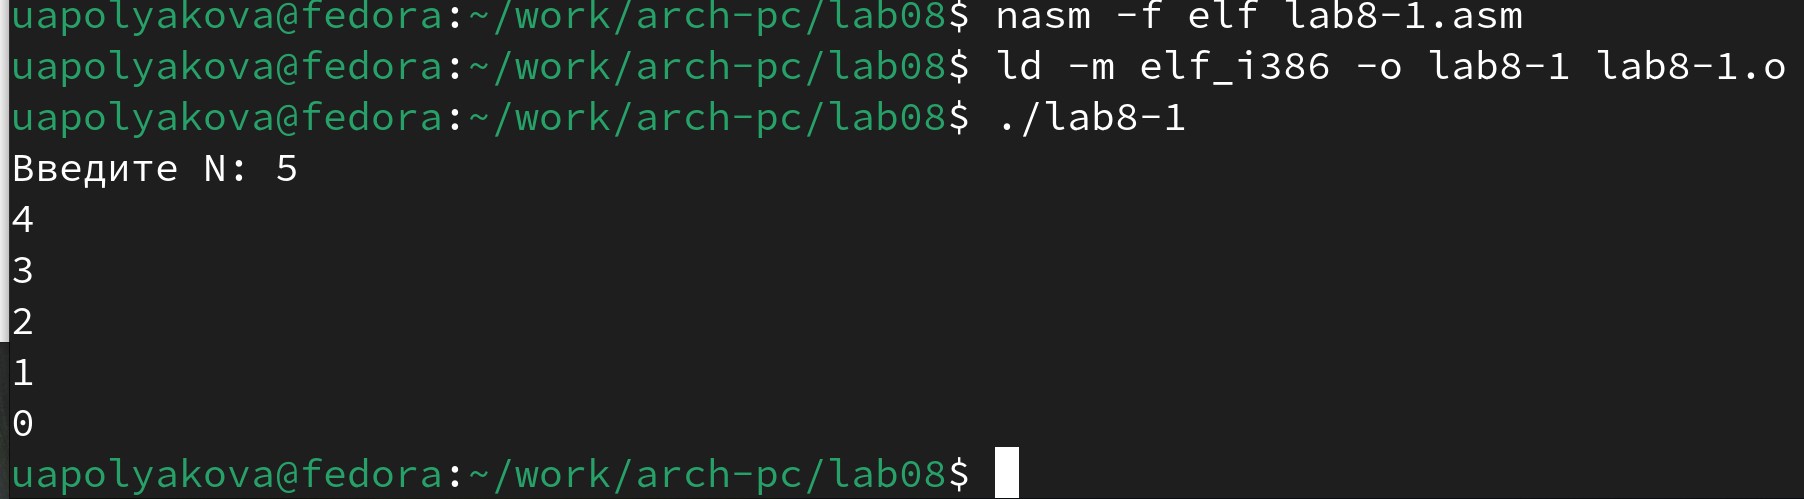 uapolyakova@fedora:~/work/arch-pc/lab08$ nasm -f elf lab8-1.asm
uapolyakova@fedora:~/work/arch-pc/lab08$ ld -m elf_i386 -o lab8-1 lab8-1.o
uapolyakova@fedora:~/work/arch-pc/lab08$ ./lab8-1
Введите N: 5
4
3
2
1
0
uapolyakova@fedora:~/work/arch-pc/lab08$